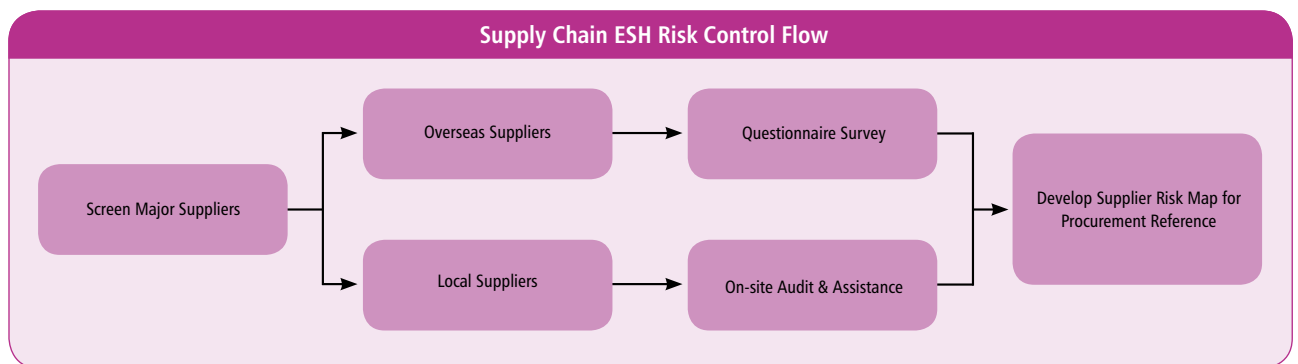 Supply Chain ESH Risk Control Flow
Screen Major Suppliers
Overseas Suppliers
Questionnaire Survey
Local Suppliers
On-site Audit & Assistance
Develop Supplier Risk Map for
Procurement Reference